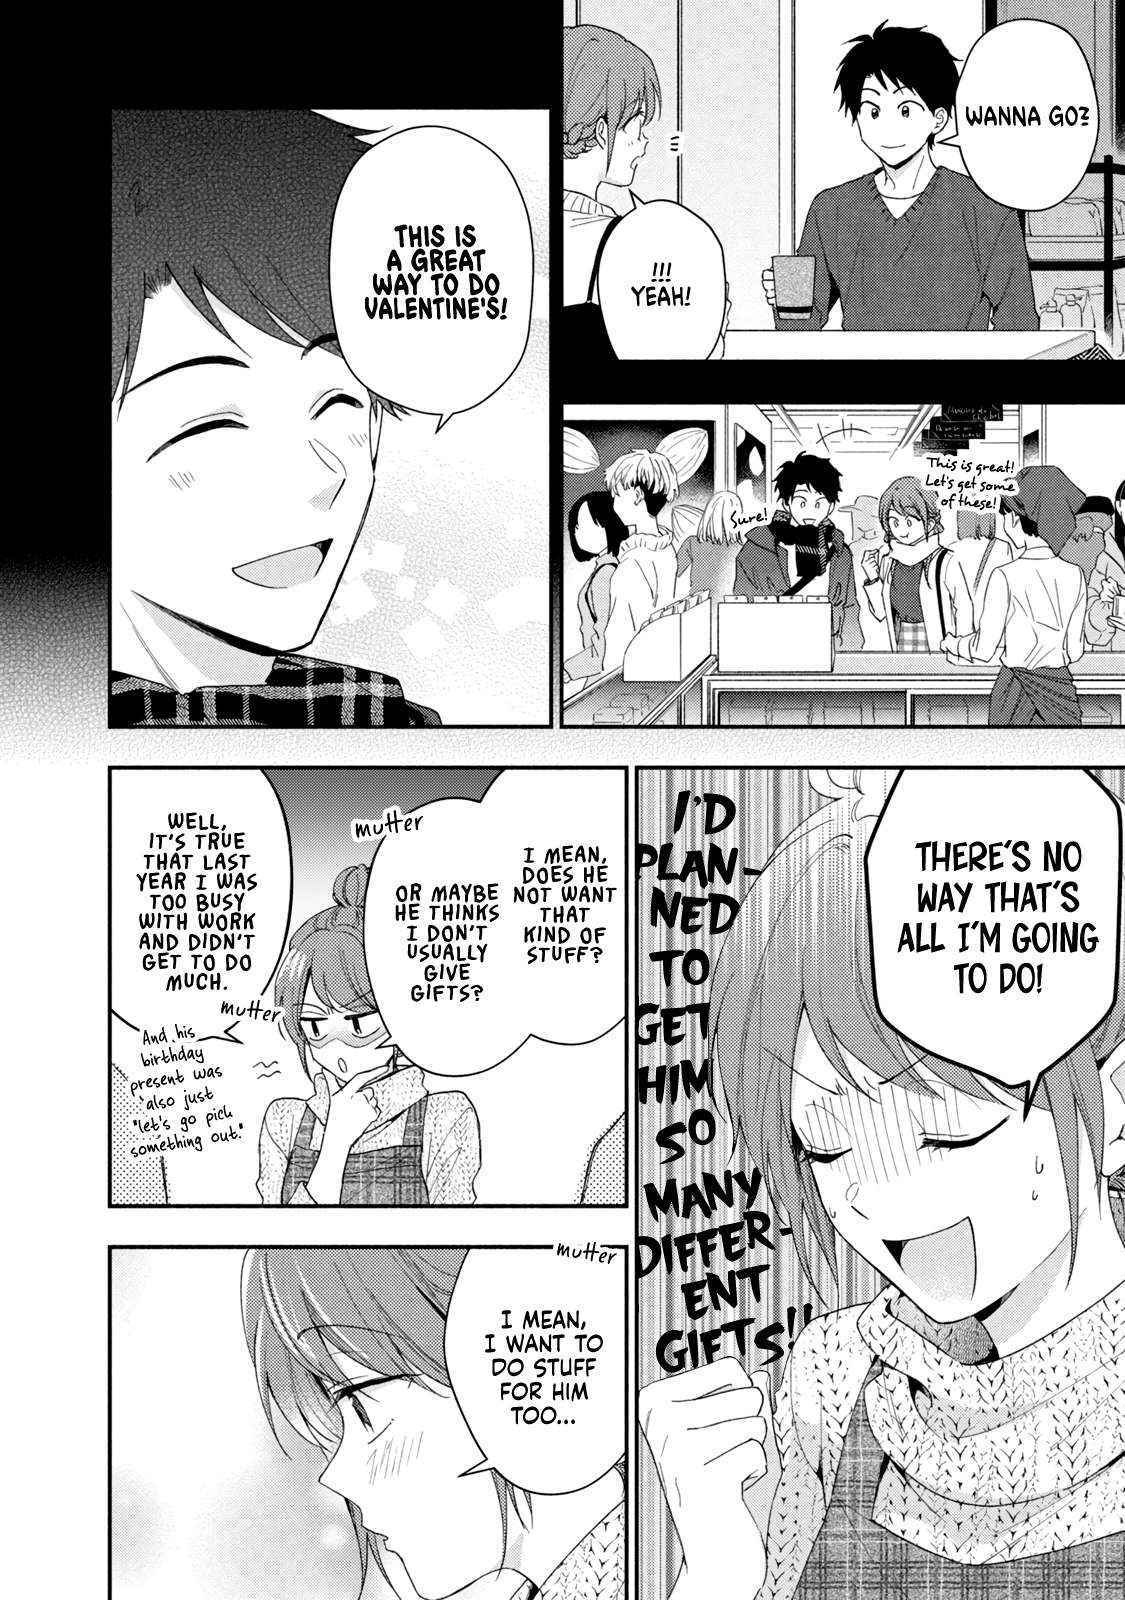 WANNA GO?
!!!
YEAH!
This is great!
Let's get some
of these!
Sure!
THIS IS
A GREAT
WAY TO DO
VALENTINE'S!
THERE'S NO
WAY THAT'S
ALL I'M GOING
TO DO!
I'D
PLAN-
NED
TO
GET
HIM
SO
MANY
DIFFER-
ENT
GIFTS!!
I MEAN,
DOES HE
NOT WANT
THAT
KIND OF
STUFF?
mutter
OR MAYBE
HE THINKS
I DON'T
USUALLY
GIVE
GIFTS?
WELL,
IT'S TRUE
THAT LAST
YEAR I WAS
TOO BUSY
WITH WORK
AND DIDN'T
GET TO DO
MUCH.
mutter
And his
birthday
present was
also just
"let's go pick
something out."
mutter
I MEAN,
I WANT TO
DO STUFF
FOR HIM
TOO...